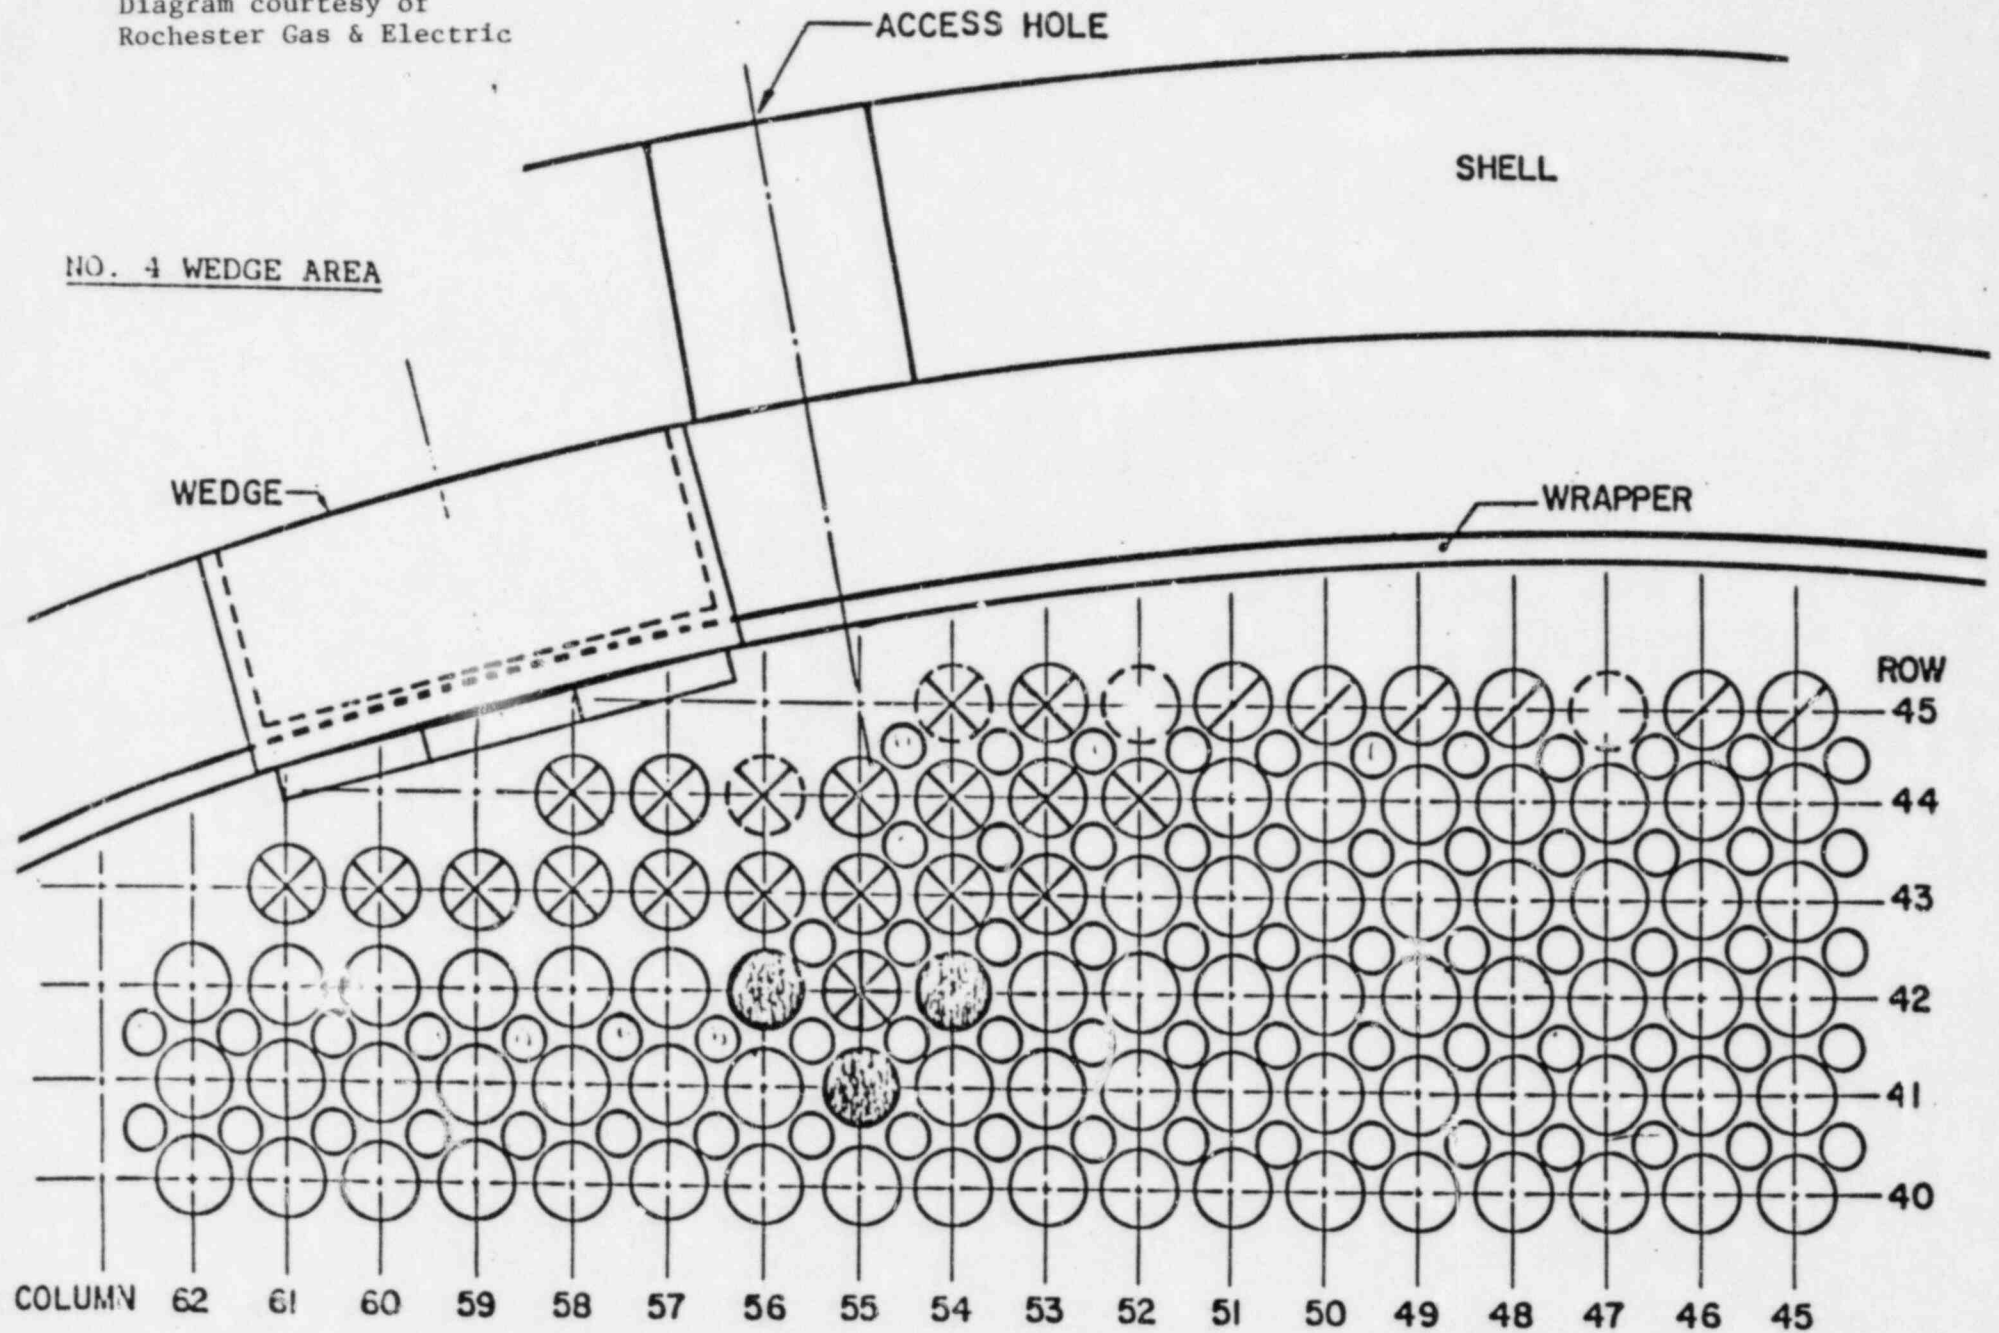 Diagram courtesy of
Rochester Gas & Electric
ACCESS HOLE
SHELL
NO. 4 WEDGE AREA
WEDGE
WRAPPER
ROW
45
44
43
42
41
40
COLUMN 62 61 60 59 58 57 56 55 54 53 52 51 50 49 48 47 46 45